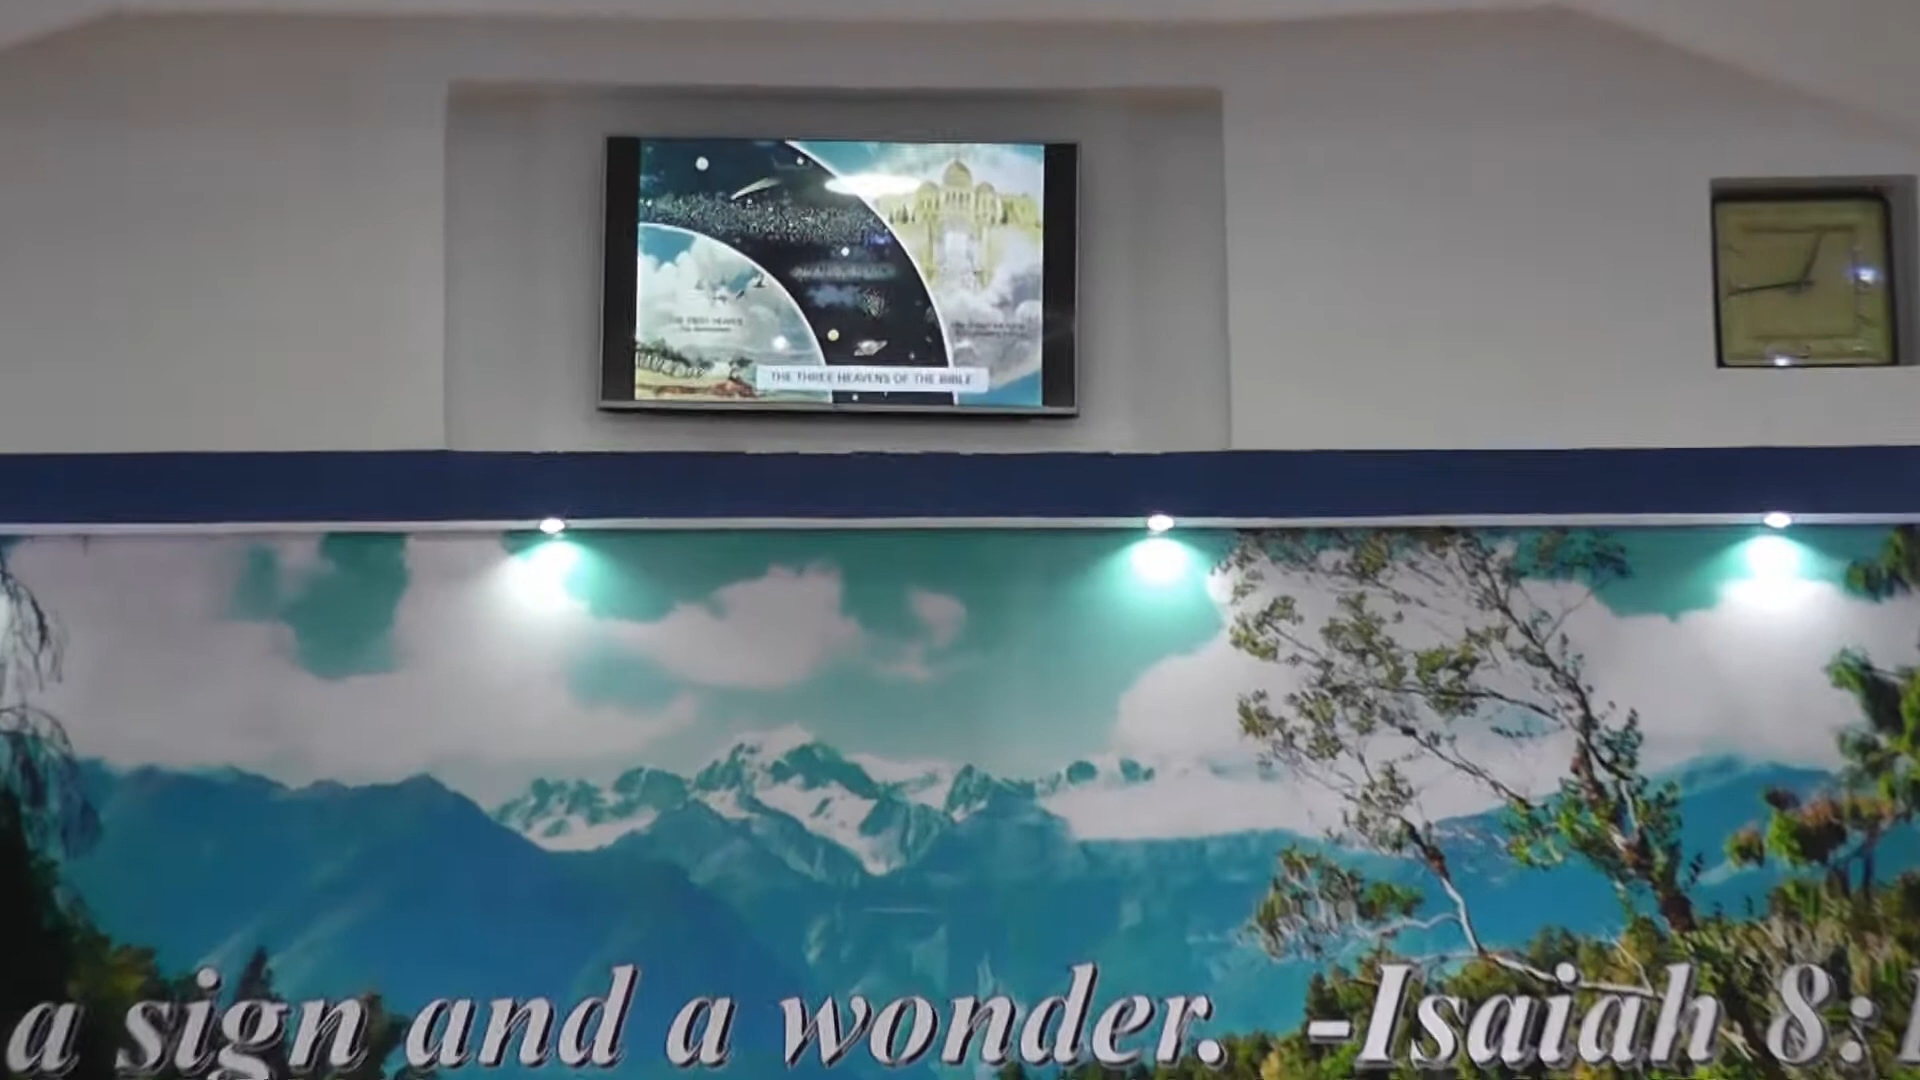 THE FIRST HEAVEN
THE THREE HEAVENS OF THE BIBLE
a sign and a wonder. -Isaiah 8: